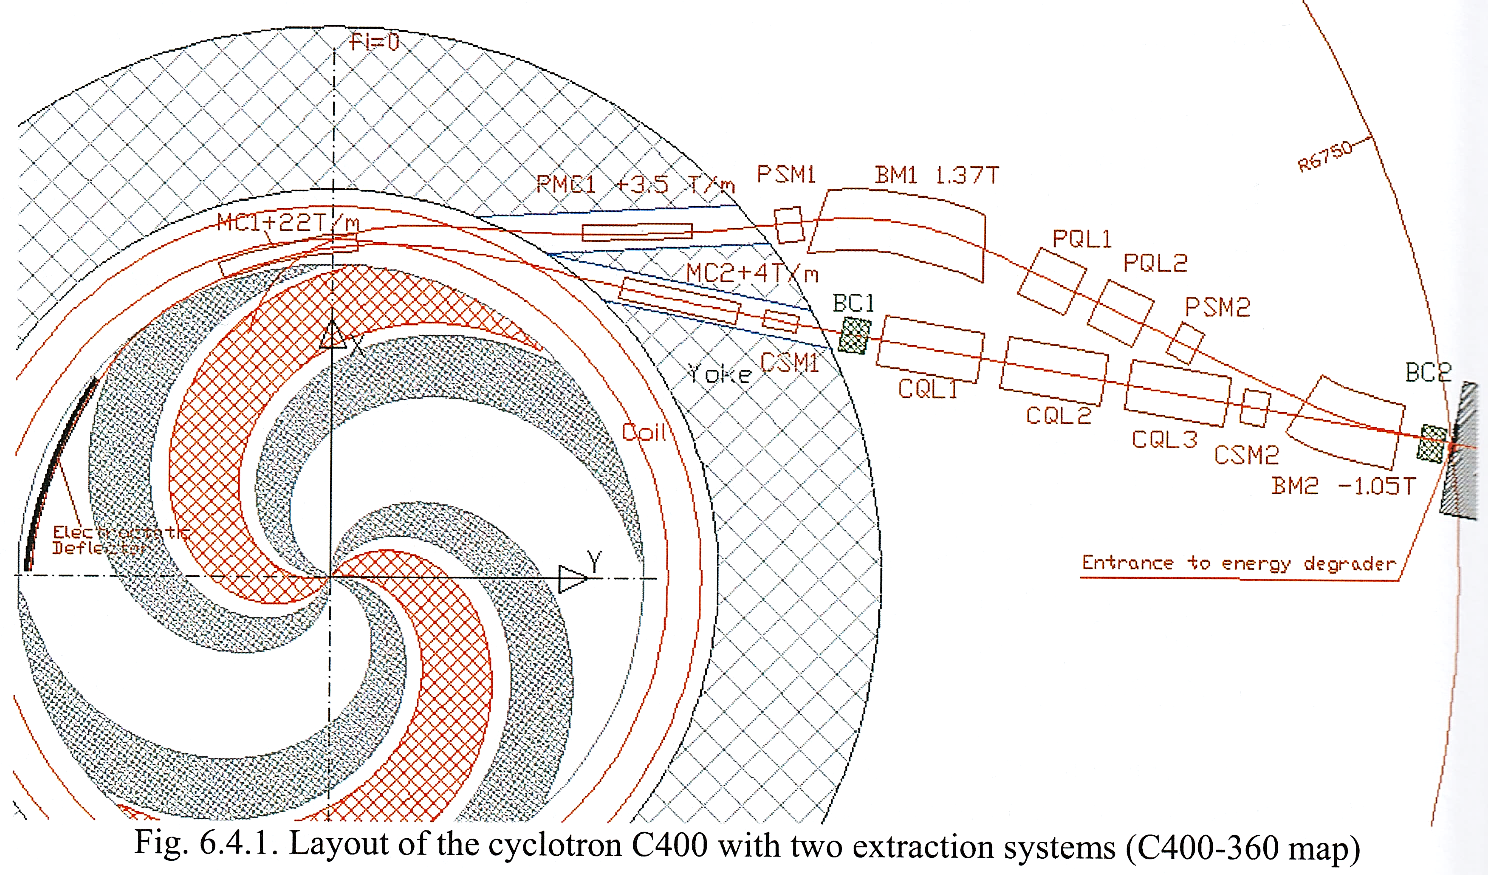 Fi=0
PMC1 +3.5 T/m
PSM1
BM1 1.37T
R6750
MC1+22T/m
PQL1
MC2+4T/m
PQL2
BC1
PSM2
CSM1
Yoke
CQL1
BC2
CQL2
Coil
CQL3
CSM2
BM2 -1.05T
X
Electrostatic
Deflector
Y
Entrance to energy degrader
Fig. 6.4.1. Layout of the cyclotron C400 with two extraction systems (C400-360 map)